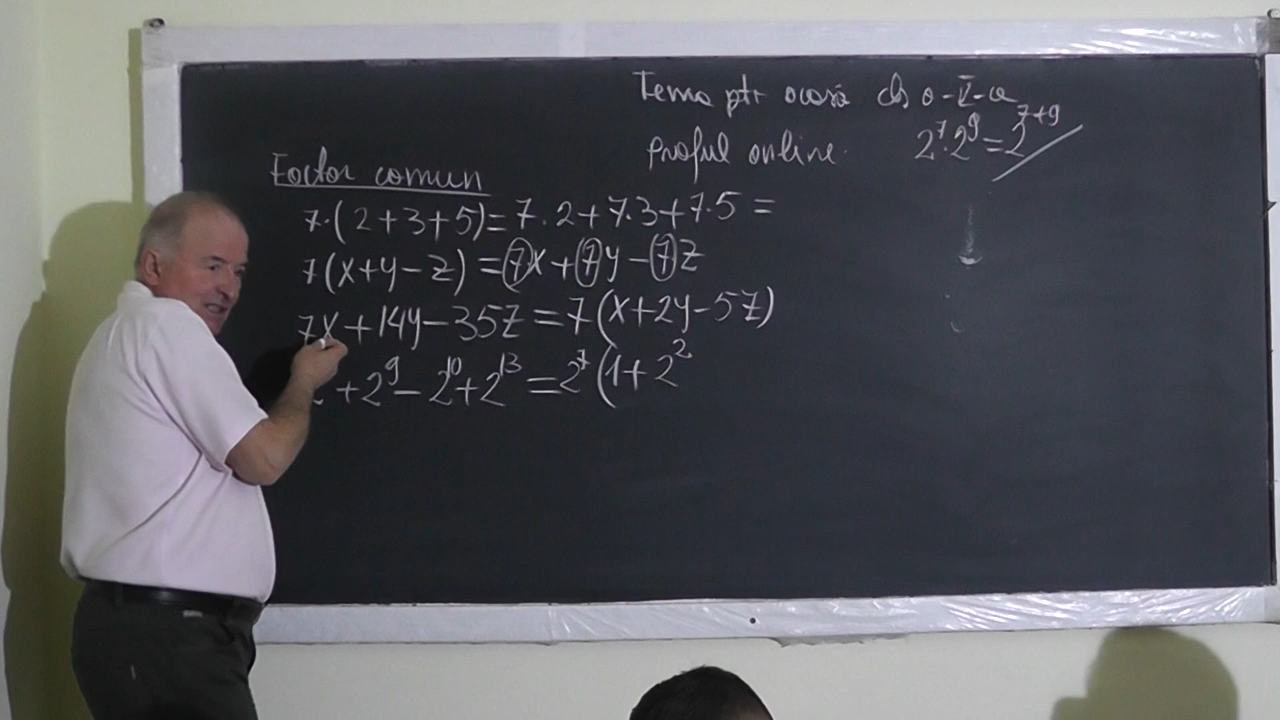 Tema ptr acasă cls a-V-a
proful online. 2⁷·2⁹=2⁷⁺⁹
Factor comun
7·(2+3+5)=7·2+7·3+7·5=
7(x+y-z)=7x+7y-7z
7x+14y-35z=7(x+2y-5z)
2 +2⁹-2¹⁰+2¹³=2⁷(1+2²